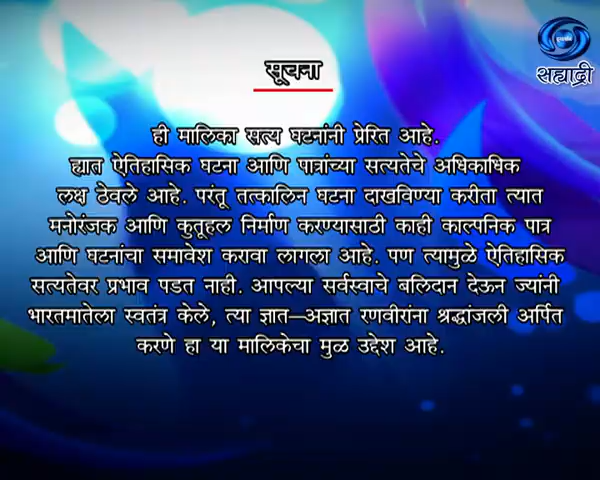 सह्याद्री
सूचना
ही मालिका सत्य घटनांनी प्रेरित आहे.
ह्यात ऐतिहासिक घटना आणि पात्रांच्या सत्यतेचे अधिकाधिक
लक्ष ठेवले आहे. परंतू तत्कालिन घटना दाखविण्या करीता त्यात
मनोरंजक आणि कुतूहल निर्माण करण्यासाठी काही काल्पनिक पात्र
आणि घटनांचा समावेश करावा लागला आहे. पण त्यामुळे ऐतिहासिक
सत्यतेवर प्रभाव पडत नाही. आपल्या सर्वस्वाचे बलिदान देऊन ज्यांनी
भारतमातेला स्वतंत्र केले, त्या ज्ञात–अज्ञात रणवीरांना श्रद्धांजली अर्पित
करणे हा या मालिकेचा मुळ उद्देश आहे.